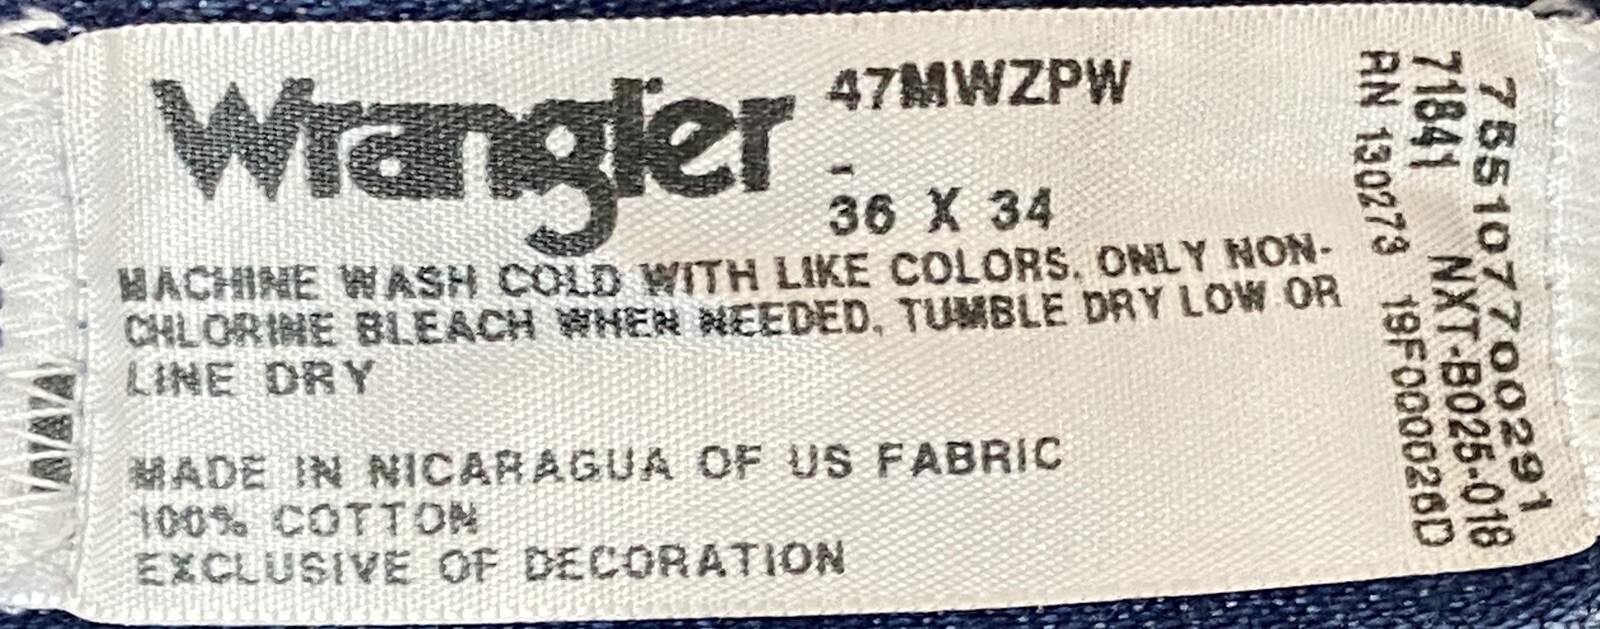 Wrangler
47MWZPW
-
36 X 34
MACHINE WASH COLD WITH LIKE COLORS. ONLY NON-
CHLORINE BLEACH WHEN NEEDED, TUMBLE DRY LOW OR
LINE DRY
MADE IN NICARAGUA OF US FABRIC
100% COTTON
EXCLUSIVE OF DECORATION
755107700291
71841 NXT-B025-018
RN 130273 19F000026D